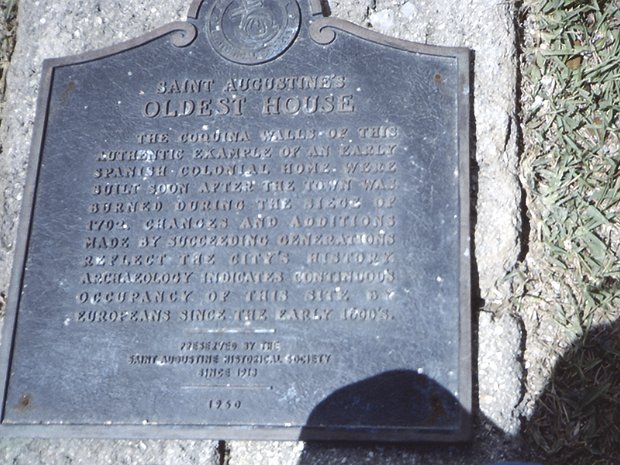 SAINT AUGUSTINE'S
OLDEST HOUSE
THE COQUINA WALLS OF THIS
AUTHENTIC EXAMPLE OF AN EARLY
SPANISH COLONIAL HOME WERE
BUILT SOON AFTER THE TOWN WAS
BURNED DURING THE SIEGE OF
1702. CHANGES AND ADDITIONS
MADE BY SUCCEEDING GENERATIONS
REFLECT THE CITY'S HISTORY
ARCHAEOLOGY INDICATES CONTINUOUS
OCCUPANCY OF THIS SITE BY
EUROPEANS SINCE THE EARLY 1600'S.
PRESERVED BY THE
SAINT AUGUSTINE HISTORICAL SOCIETY
SINCE 1918